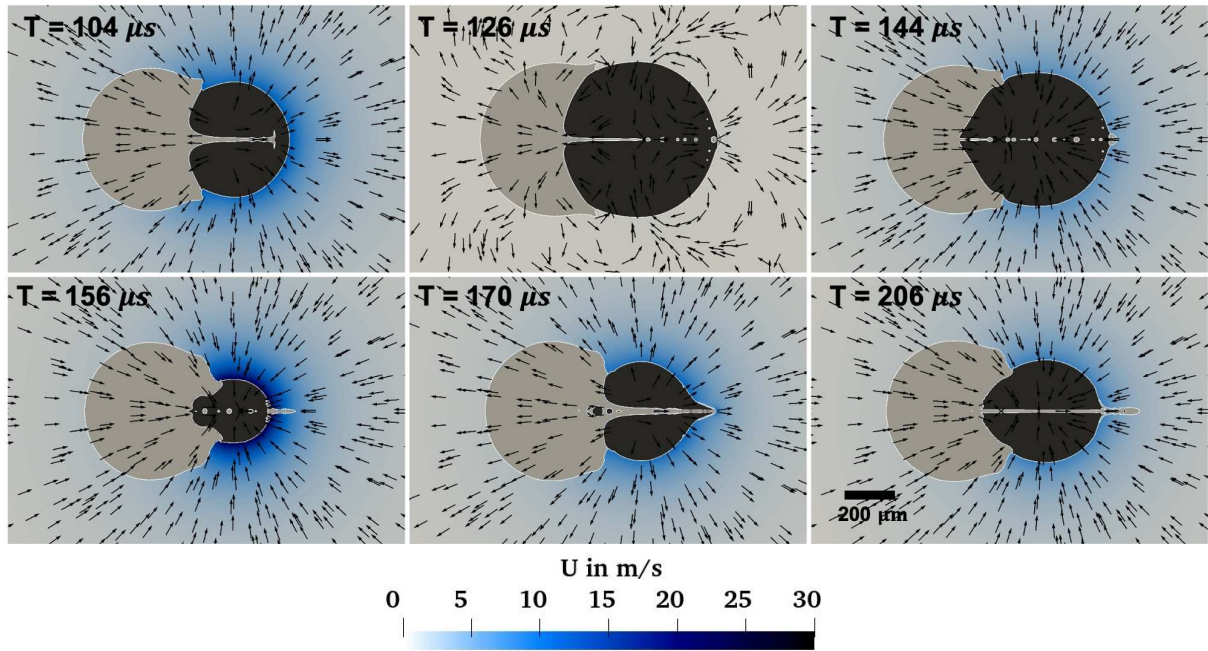 T = 104 μs
T = 126 μs
T = 144 μs
T = 156 μs
T = 170 μs
T = 206 μs
200 μm
U in m/s
0 5 10 15 20 25 30